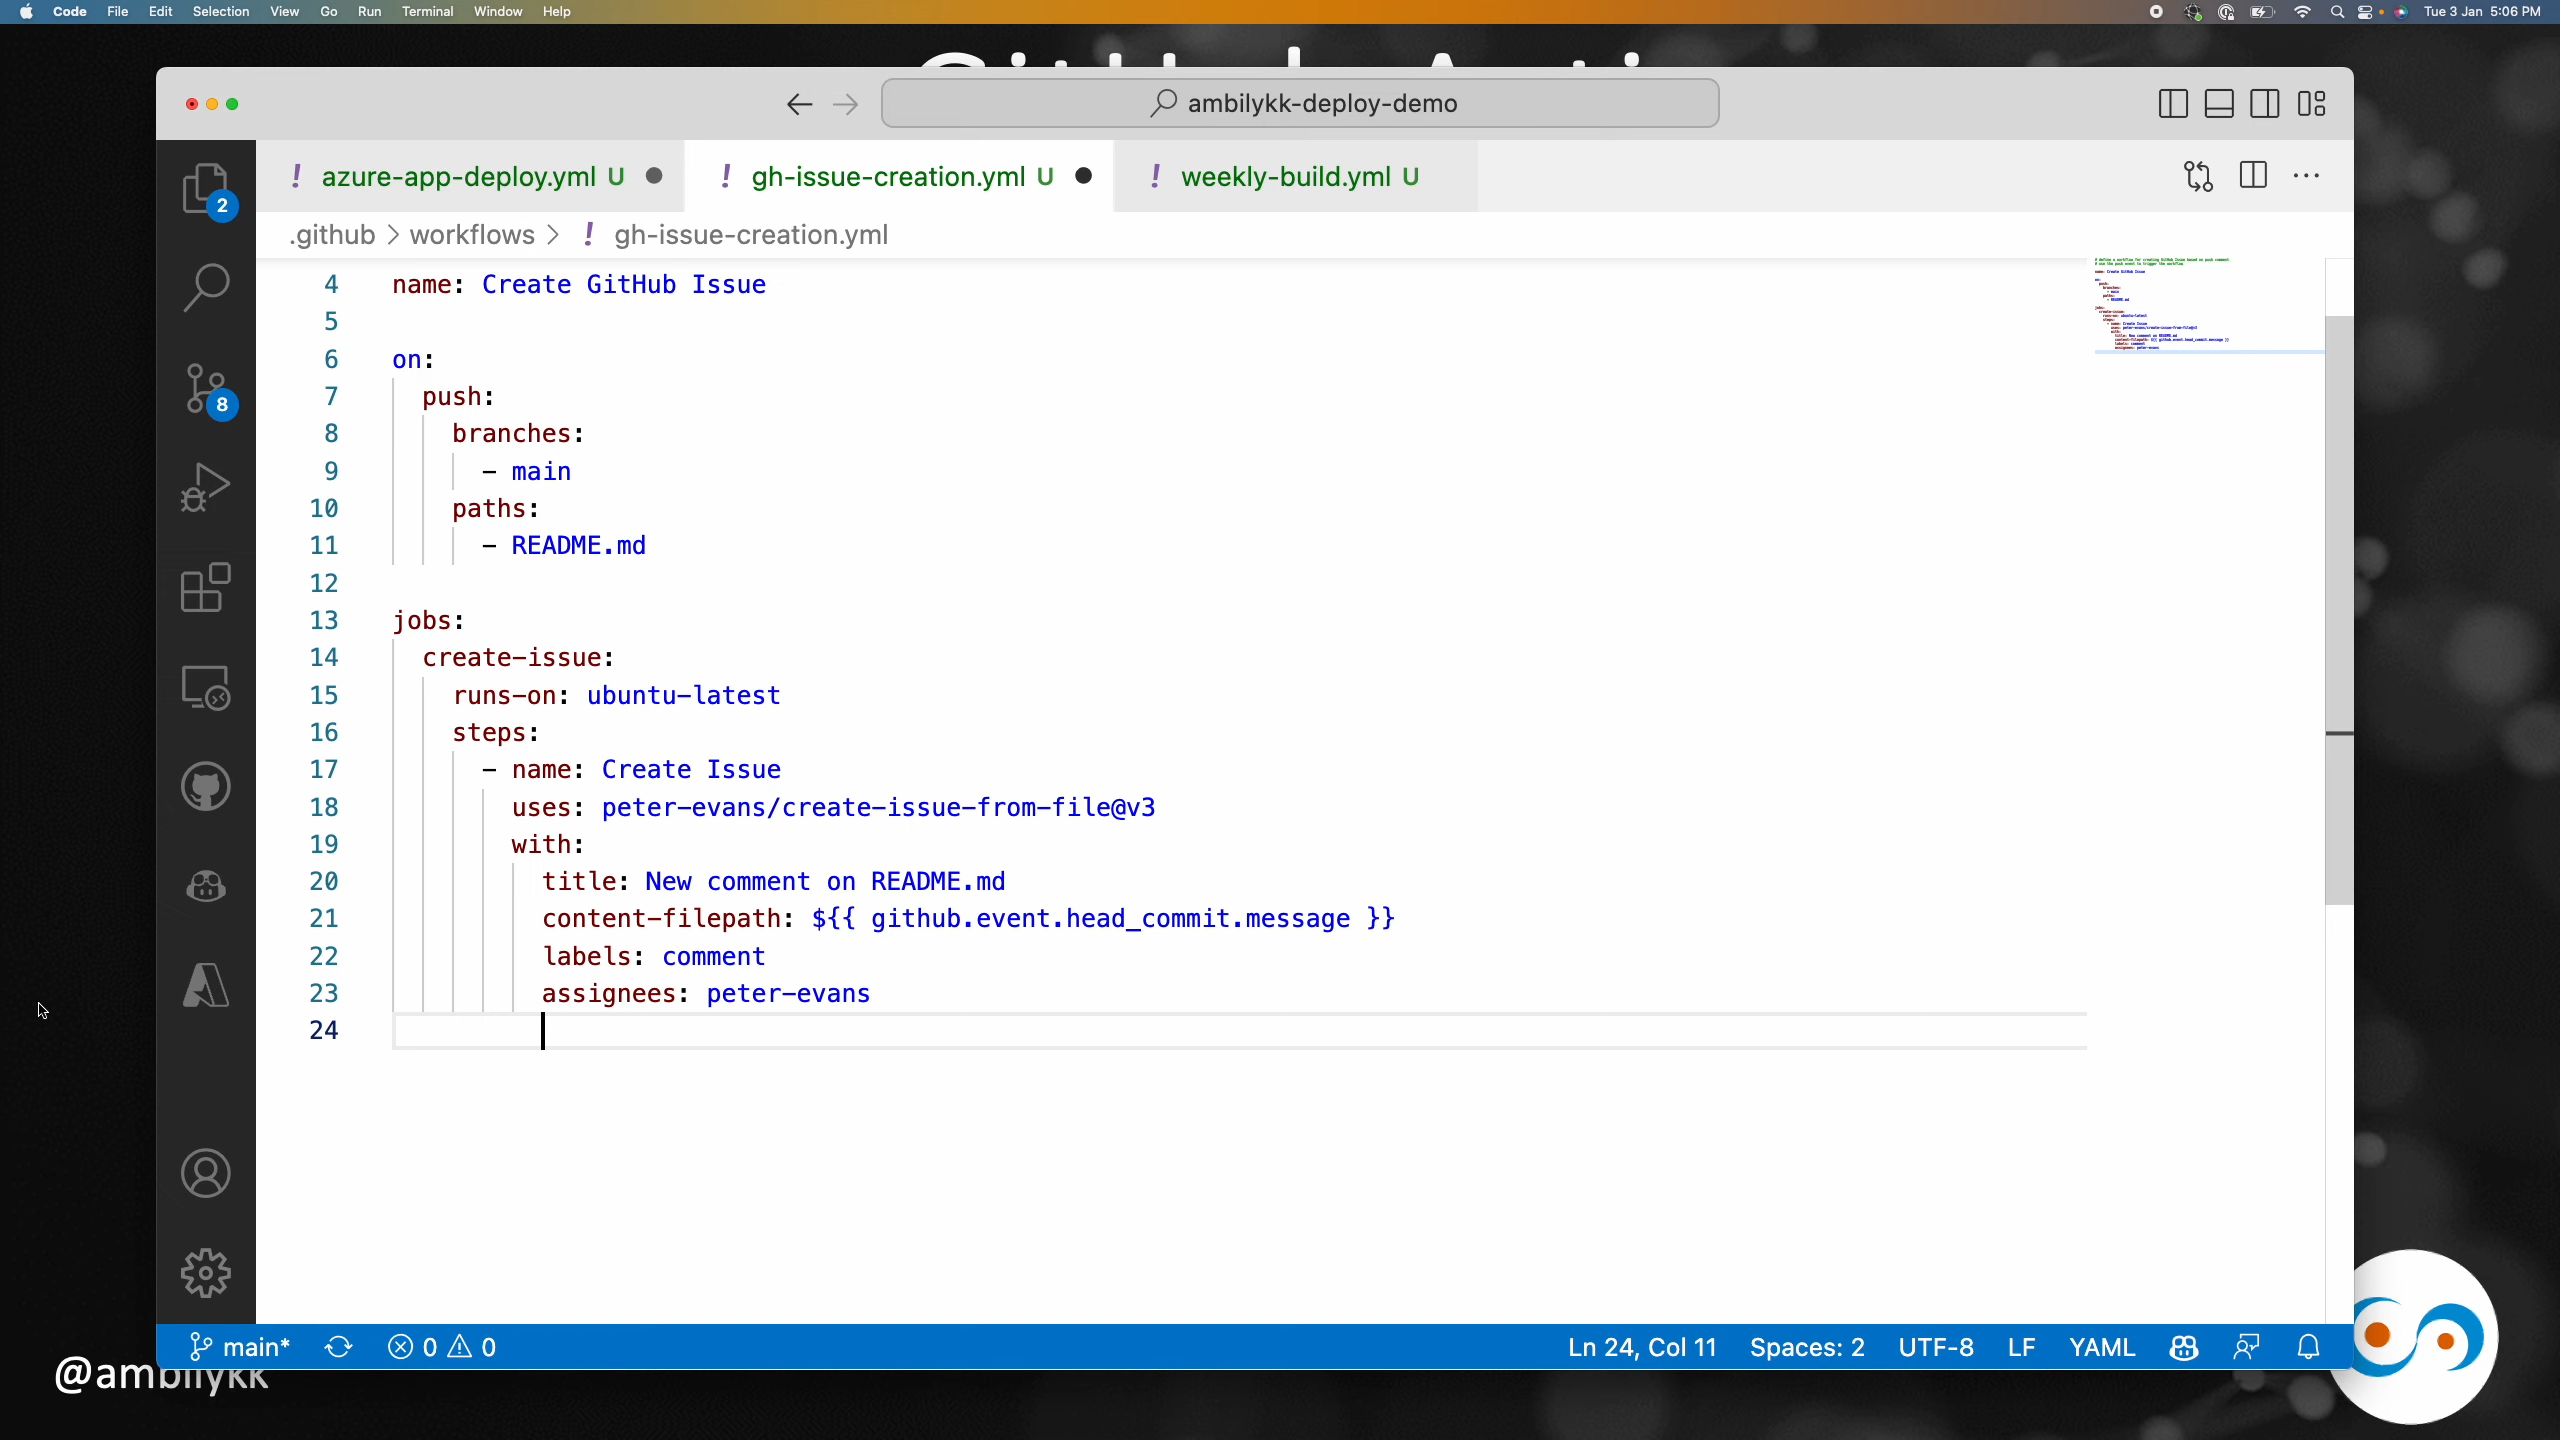 Code File Edit Selection View Go Run Terminal Window Help Tue 3 Jan 5:06 PM
ambilykk-deploy-demo
! azure-app-deploy.yml U ! gh-issue-creation.yml U ! weekly-build.yml U
.github > workflows > ! gh-issue-creation.yml
2
8
4 name: Create GitHub Issue
5
6 on:
7 push:
8 branches:
9 - main
10 paths:
11 - README.md
12
13 jobs:
14 create-issue:
15 runs-on: ubuntu-latest
16 steps:
17 - name: Create Issue
18 uses: peter-evans/create-issue-from-file@v3
19 with:
20 title: New comment on README.md
21 content-filepath: ${{ github.event.head_commit.message }}
22 labels: comment
23 assignees: peter-evans
24
main* 0 0 Ln 24, Col 11 Spaces: 2 UTF-8 LF YAML
@ambilykk